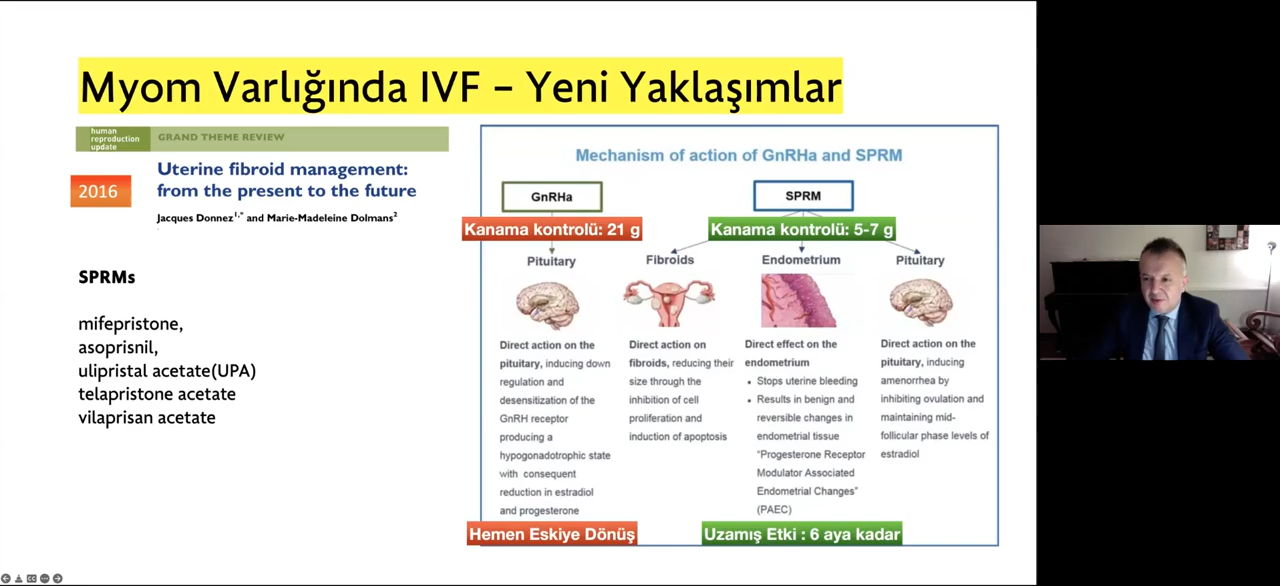 Myom Varlığında IVF – Yeni Yaklaşımlar
human
reproduction
update
GRAND THEME REVIEW
2016
Uterine fibroid management:
from the present to the future
Jacques Donnez1,* and Marie-Madeleine Dolmans2
SPRMs
mifepristone,
asoprisnil,
ulipristal acetate(UPA)
telapristone acetate
vilaprisan acetate
Mechanism of action of GnRHa and SPRM
GnRHa
Kanama kontrolü: 21 g
Pituitary
Direct action on the
pituitary, inducing down
regulation and
desensitization of the
GnRH receptor
producing a
hypogonadotrophic state
with consequent
reduction in estradiol
and progesterone
Hemen Eskiye Dönüş
SPRM
Kanama kontrolü: 5-7 g
Fibroids
Direct action on
fibroids, reducing their
size through the
inhibition of cell
proliferation and
induction of apoptosis
Endometrium
Direct effect on the
endometrium
• Stops uterine bleeding
• Results in benign and
reversible changes in
endometrial tissue
"Progesterone Receptor
Modulator Associated
Endometrial Changes"
(PAEC)
Pituitary
Direct action on the
pituitary, inducing
amenorrhea by
inhibiting ovulation and
maintaining mid-
follicular phase levels of
estradiol
Uzamış Etki : 6 aya kadar